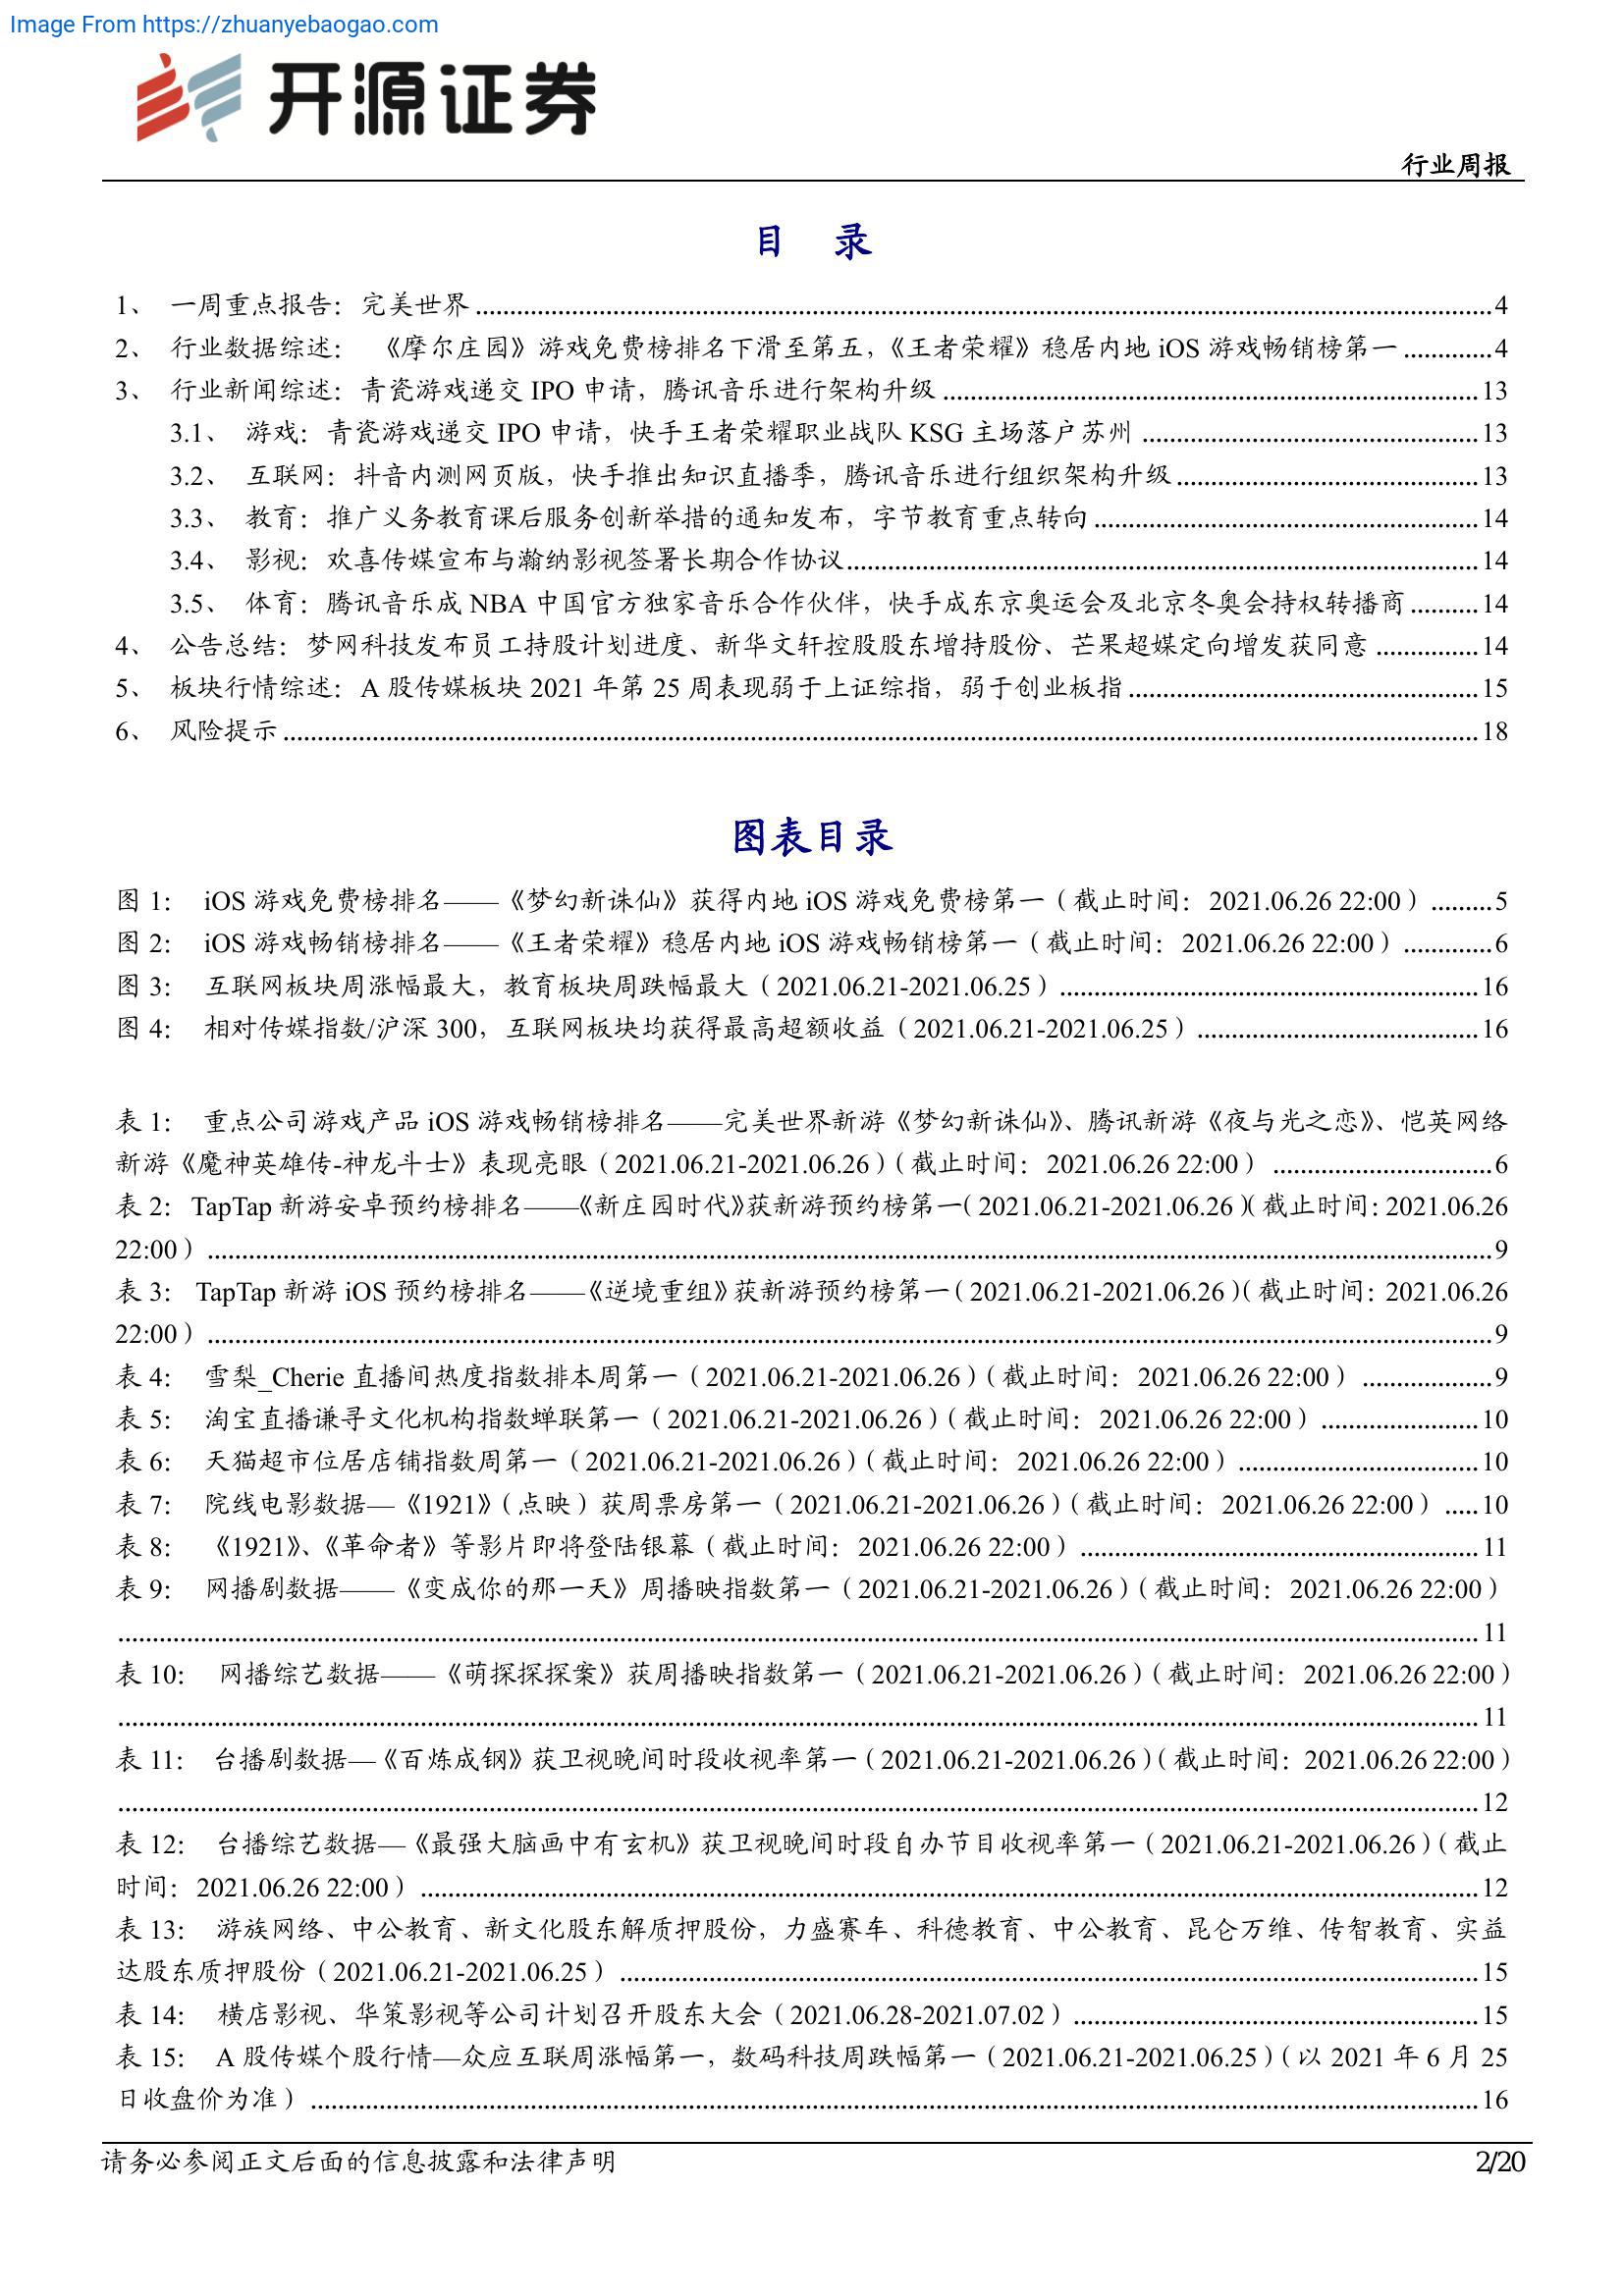 Image From https://zhuanyebaogao.com
开源证券
行业周报
目 录
1、 一周重点报告：完美世界 ........ 4
2、 行业数据综述： 《摩尔庄园》游戏免费榜排名下滑至第五，《王者荣耀》稳居内地 iOS 游戏畅销榜第一 ........ 4
3、 行业新闻综述：青瓷游戏递交 IPO 申请，腾讯音乐进行架构升级 ........ 13
3.1、 游戏：青瓷游戏递交 IPO 申请，快手王者荣耀职业战队 KSG 主场落户苏州 ........ 13
3.2、 互联网：抖音内测网页版，快手推出知识直播季，腾讯音乐进行组织架构升级 ........ 13
3.3、 教育：推广义务教育课后服务创新举措的通知发布，字节教育重点转向 ........ 14
3.4、 影视：欢喜传媒宣布与瀚纳影视签署长期合作协议 ........ 14
3.5、 体育：腾讯音乐成 NBA 中国官方独家音乐合作伙伴，快手成东京奥运会及北京冬奥会持权转播商 ........ 14
4、 公告总结：梦网科技发布员工持股计划进度、新华文轩控股股东增持股份、芒果超媒定向增发获同意 ........ 14
5、 板块行情综述：A 股传媒板块 2021 年第 25 周表现弱于上证综指，弱于创业板指 ........ 15
6、 风险提示 ........ 18
图表目录
图 1： iOS 游戏免费榜排名——《梦幻新诛仙》获得内地 iOS 游戏免费榜第一（截止时间：2021.06.26 22:00） ........ 5
图 2： iOS 游戏畅销榜排名——《王者荣耀》稳居内地 iOS 游戏畅销榜第一（截止时间：2021.06.26 22:00） ........ 6
图 3： 互联网板块周涨幅最大，教育板块周跌幅最大（2021.06.21-2021.06.25） ........ 16
图 4： 相对传媒指数/沪深 300，互联网板块均获得最高超额收益（2021.06.21-2021.06.25） ........ 16
表 1： 重点公司游戏产品 iOS 游戏畅销榜排名——完美世界新游《梦幻新诛仙》、腾讯新游《夜与光之恋》、恺英网络
新游《魔神英雄传-神龙斗士》表现亮眼（2021.06.21-2021.06.26）（截止时间：2021.06.26 22:00） ........ 6
表 2：TapTap 新游安卓预约榜排名——《新庄园时代》获新游预约榜第一（2021.06.21-2021.06.26）（截止时间：2021.06.26
22:00） ........ 9
表 3： TapTap 新游 iOS 预约榜排名——《逆境重组》获新游预约榜第一（2021.06.21-2021.06.26）（截止时间：2021.06.26
22:00） ........ 9
表 4： 雪梨_Cherie 直播间热度指数排本周第一（2021.06.21-2021.06.26）（截止时间：2021.06.26 22:00） ........ 9
表 5： 淘宝直播谦寻文化机构指数蝉联第一（2021.06.21-2021.06.26）（截止时间：2021.06.26 22:00） ........ 10
表 6： 天猫超市位居店铺指数周第一（2021.06.21-2021.06.26）（截止时间：2021.06.26 22:00） ........ 10
表 7： 院线电影数据—《1921》（点映）获周票房第一（2021.06.21-2021.06.26）（截止时间：2021.06.26 22:00） ..... 10
表 8： 《1921》、《革命者》等影片即将登陆银幕（截止时间：2021.06.26 22:00） ........ 11
表 9： 网播剧数据——《变成你的那一天》周播映指数第一（2021.06.21-2021.06.26）（截止时间：2021.06.26 22:00）
........ 11
表 10： 网播综艺数据——《萌探探探案》获周播映指数第一（2021.06.21-2021.06.26）（截止时间：2021.06.26 22:00）
........ 11
表 11： 台播剧数据—《百炼成钢》获卫视晚间时段收视率第一（2021.06.21-2021.06.26）（截止时间：2021.06.26 22:00）
........ 12
表 12： 台播综艺数据—《最强大脑画中有玄机》获卫视晚间时段自办节目收视率第一（2021.06.21-2021.06.26）（截止
时间：2021.06.26 22:00） ........ 12
表 13： 游族网络、中公教育、新文化股东解质押股份，力盛赛车、科德教育、中公教育、昆仑万维、传智教育、实益
达股东质押股份（2021.06.21-2021.06.25） ........ 15
表 14： 横店影视、华策影视等公司计划召开股东大会（2021.06.28-2021.07.02） ........ 15
表 15： A 股传媒个股行情—众应互联周涨幅第一，数码科技周跌幅第一（2021.06.21-2021.06.25）（以 2021 年 6 月 25
日收盘价为准） ........ 16
请务必参阅正文后面的信息披露和法律声明
2/20